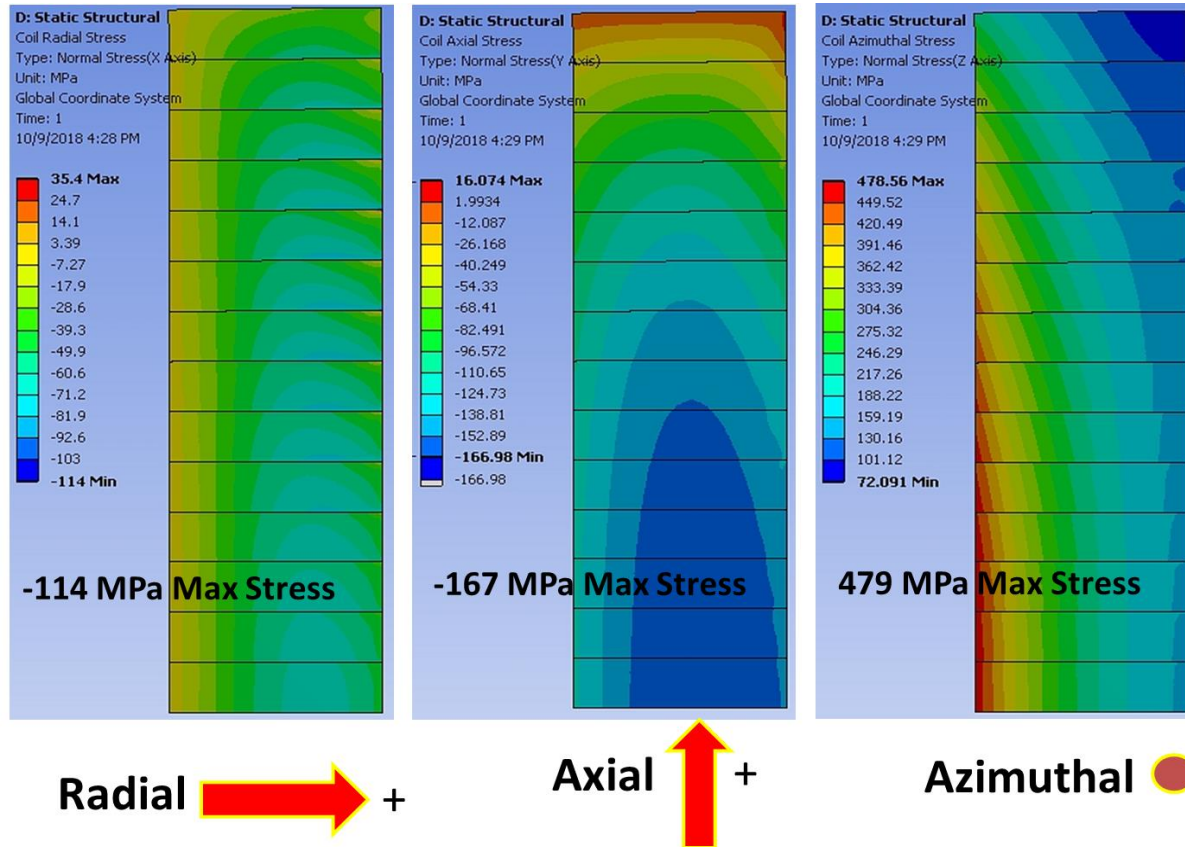 D: Static Structural
Coil Radial Stress
Type: Normal Stress(X Axis)
Unit: MPa
Global Coordinate System
Time: 1
10/9/2018 4:28 PM
35.4 Max
24.7
14.1
3.39
-7.27
-17.9
-28.6
-39.3
-49.9
-60.6
-71.2
-81.9
-92.6
-103
-114 Min
-114 MPa Max Stress
Radial +
D: Static Structural
Coil Axial Stress
Type: Normal Stress(Y Axis)
Unit: MPa
Global Coordinate System
Time: 1
10/9/2018 4:29 PM
16.074 Max
1.9934
-12.087
-26.168
-40.249
-54.33
-68.41
-82.491
-96.572
-110.65
-124.73
-138.81
-152.89
-166.98 Min
-166.98
-167 MPa Max Stress
Axial +
D: Static Structural
Coil Azimuthal Stress
Type: Normal Stress(Z Axis)
Unit: MPa
Global Coordinate System
Time: 1
10/9/2018 4:29 PM
478.56 Max
449.52
420.49
391.46
362.42
333.39
304.36
275.32
246.29
217.26
188.22
159.19
130.16
101.12
72.091 Min
479 MPa Max Stress
Azimuthal